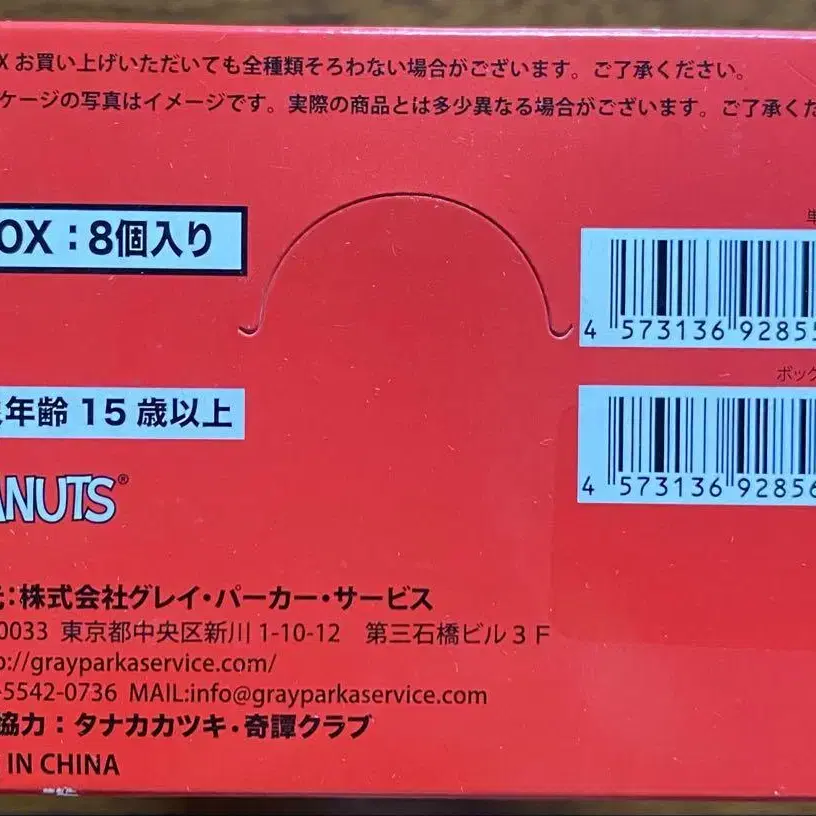 X お買い上げいただいても全種類そろわない場合がございます。ご了承ください。
ケージの写真はイメージです。実際の商品とは多少異なる場合がございます。ご了承くだ
OX：8個入り
4 573136 92855
ボック
4 573136 92856
年齢 15 歳以上
ANUTS®
元：株式会社グレイ・パーカー・サービス
0033 東京都中央区新川 1-10-12 第三石橋ビル 3 F
p://grayparkaservice.com/
-5542-0736 MAIL:info@grayparkaservice.com
協力：タナカカツキ・奇譚クラブ
IN CHINA